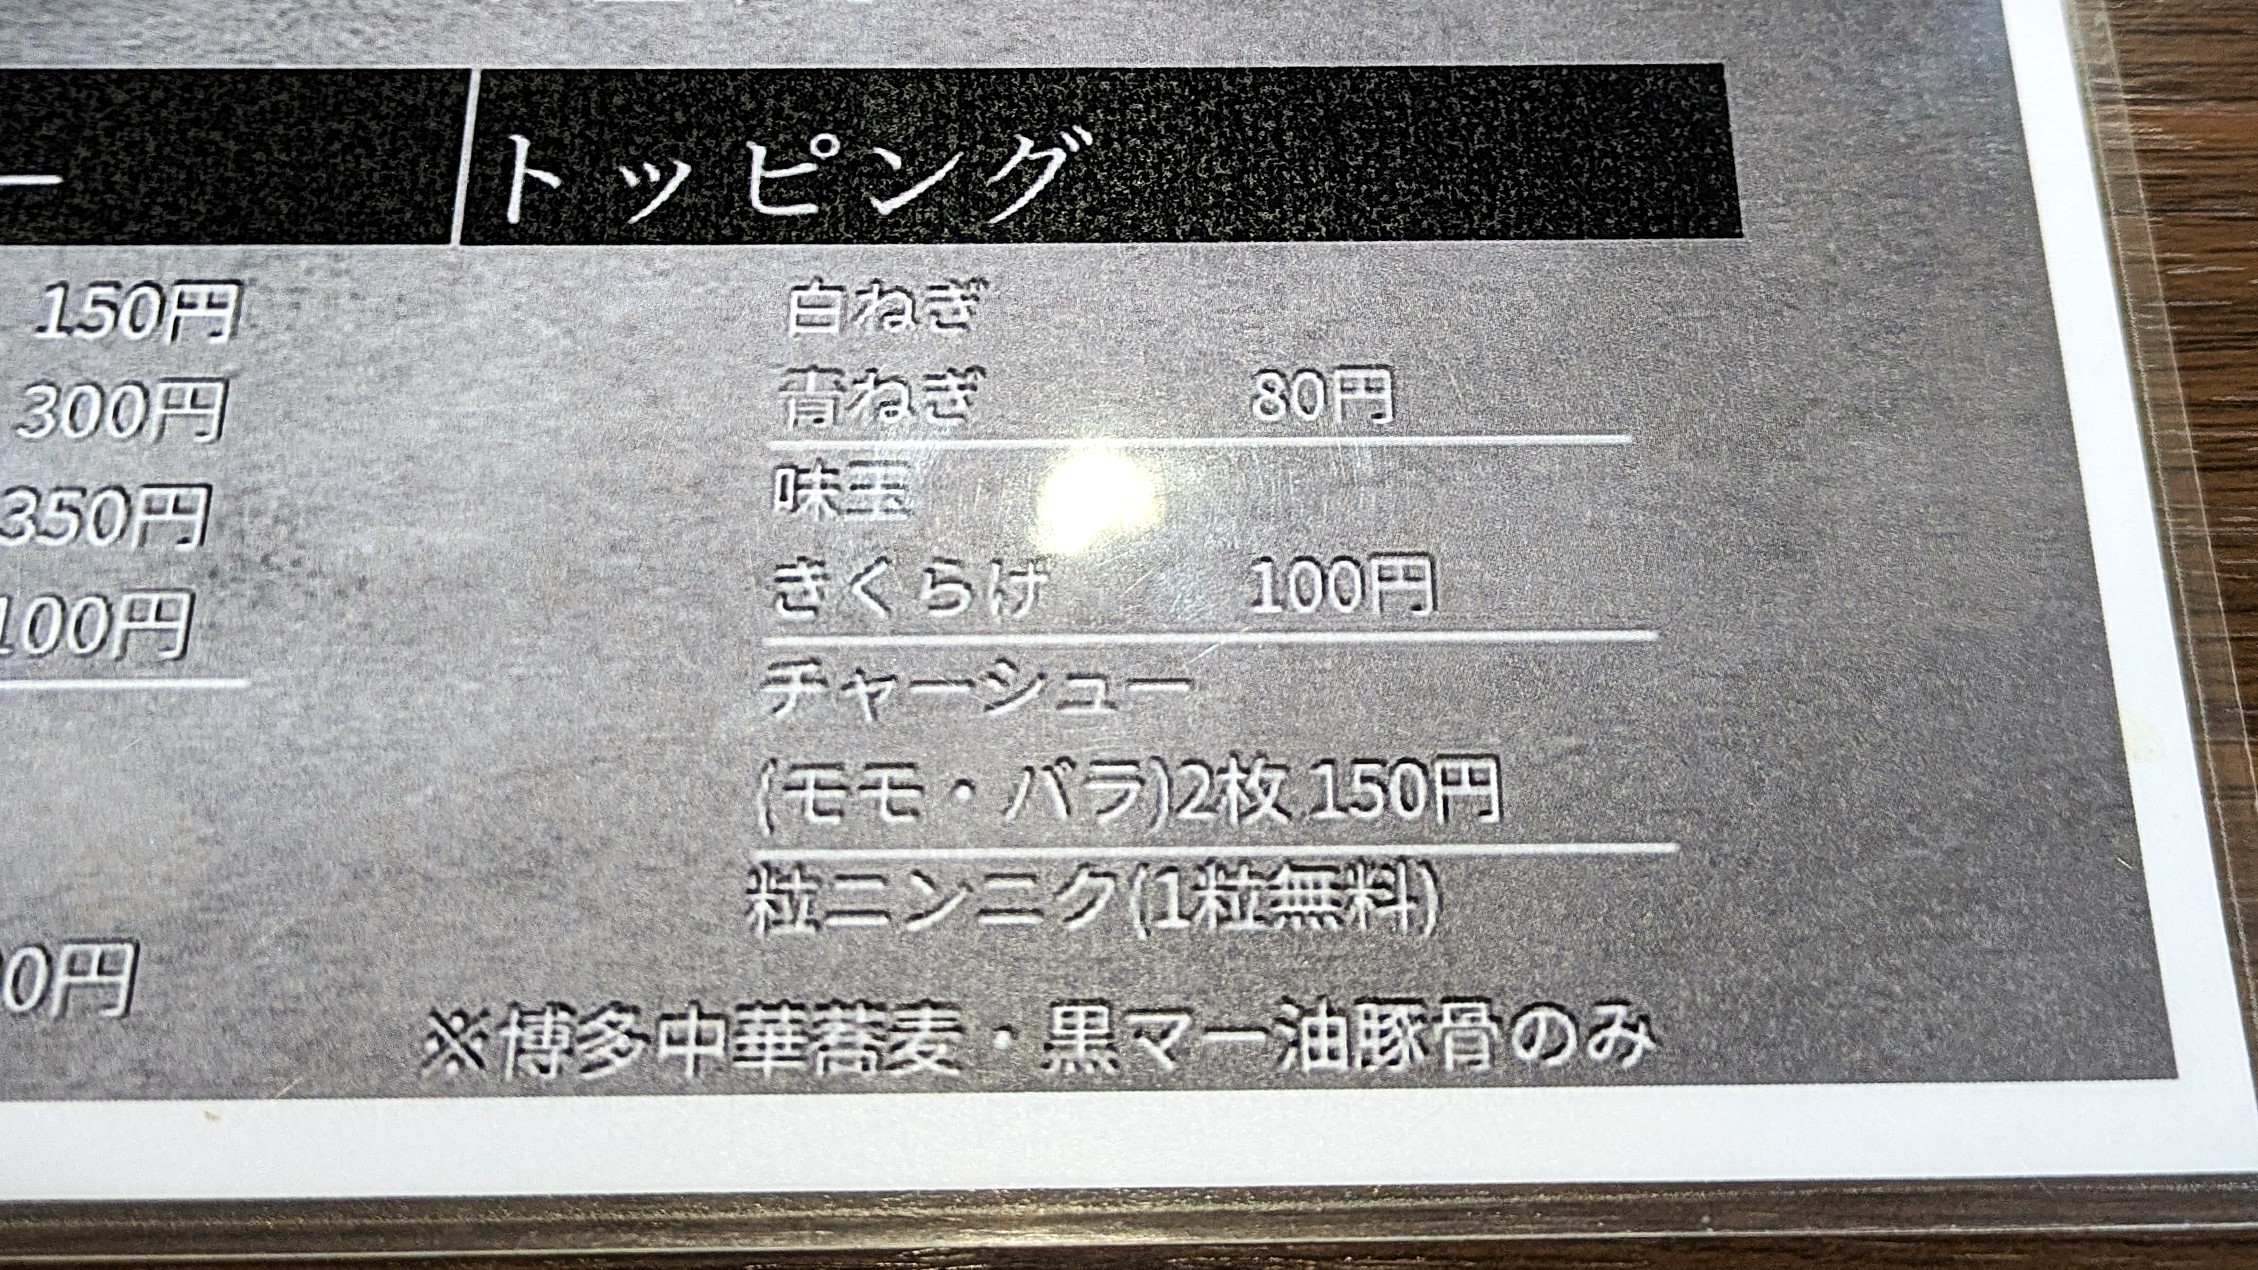 ー
トッピング
150円
300円
350円
100円
0円
白ねぎ
青ねぎ 80円
味玉
きくらげ 100円
チャーシュー
(モモ・バラ)2枚 150円
粒ニンニク(1粒無料)
※博多中華蕎麦・黒マー油豚骨のみ